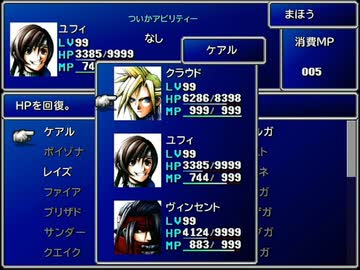 ユフィ
LV99
HP3385/9999
MP 744/ 999
ついかアビリティー
なし
まほう
ケアル
消費MP
005
HPを回復。
クラウド
LV99
HP6286/8398
MP 999/ 999
ユフィ
LV99
HP3385/9999
MP 744/ 999
ヴィンセント
LV99
HP4124/9999
MP 883/ 999
ケアル
ポイゾナ
レイズ
ファイア
ブリザド
サンダー
クエイク